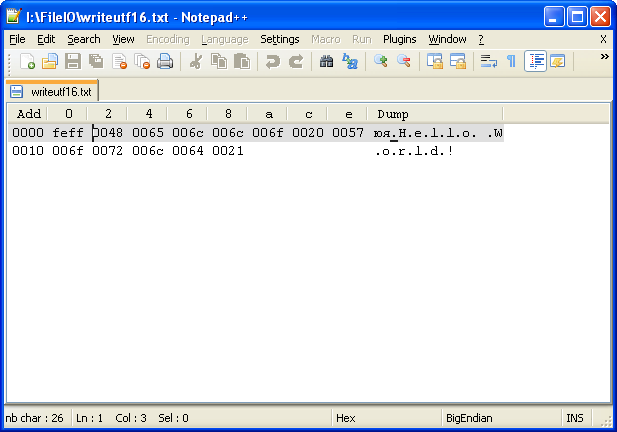 I:\FileIO\writeutf16.txt - Notepad++
File Edit Search View Encoding Language Settings Macro Run Plugins Window ? X
writeutf16.txt
Add 0 2 4 6 8 a c e Dump
0000 feff 0048 0065 006c 006c 006f 0020 0057 юя.H.e.l.l.o. .W
0010 006f 0072 006c 0064 0021 .o.r.l.d.!
nb char : 26 Ln : 1 Col : 3 Sel : 0 Hex BigEndian INS